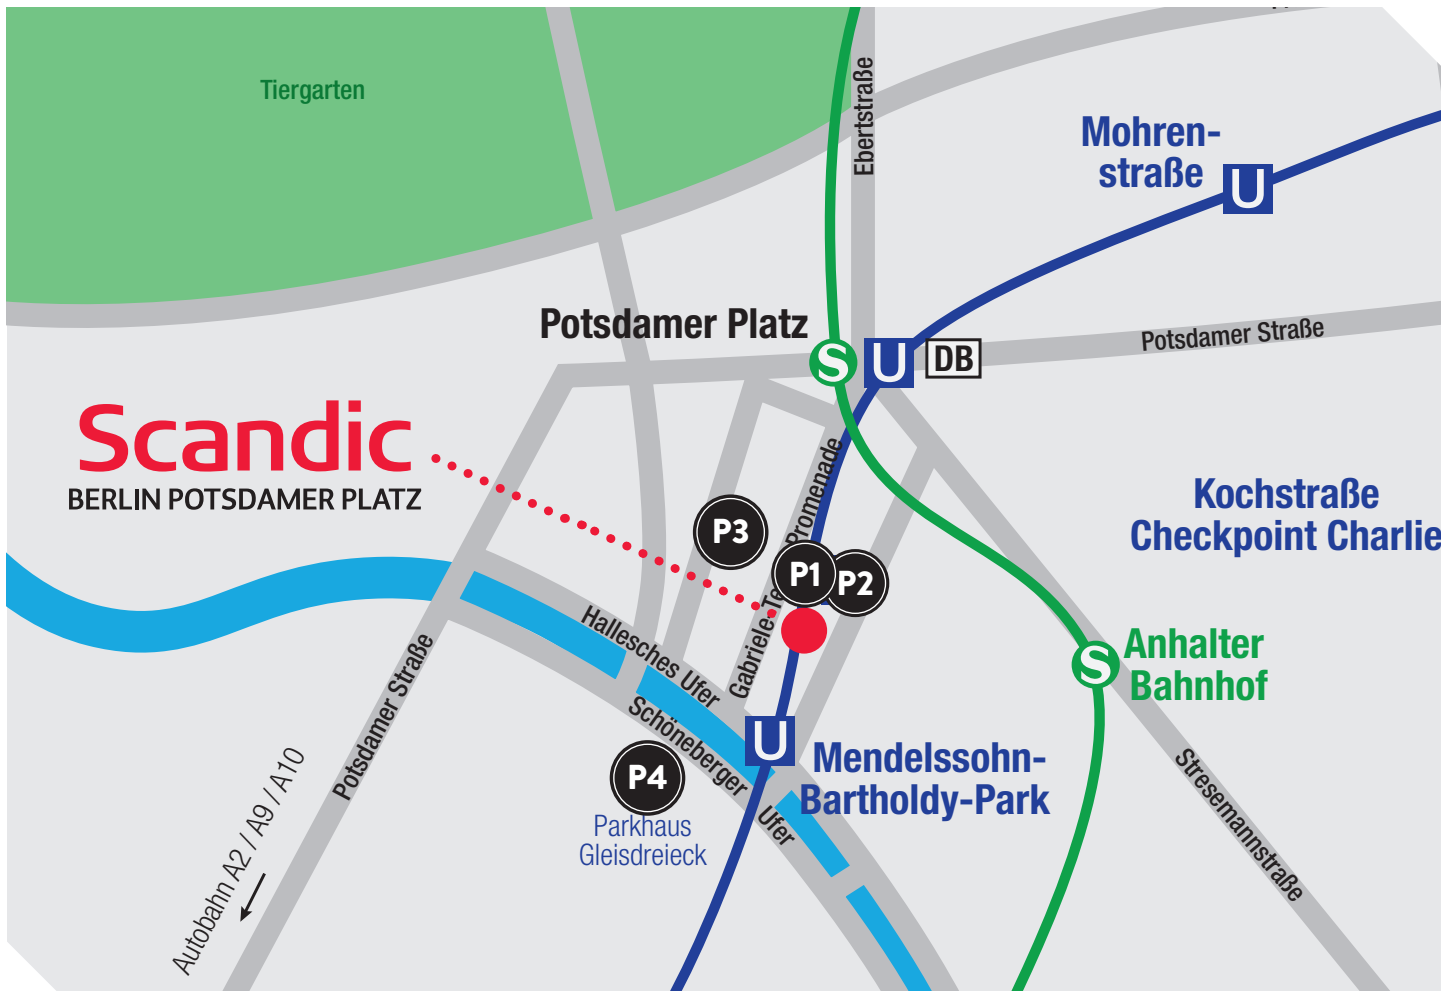 Tiergarten
Ebertstraße
Mohren-
straße
U
Potsdamer Platz
S
U
DB
Potsdamer Straße
Scandic
BERLIN POTSDAMER PLATZ
Promenade
Kochstraße
Checkpoint Charlie
P3
P1
P2
Gabriele-Te
Hallesches Ufer
Schöneberger Ufer
Potsdamer Straße
S
Anhalter
Bahnhof
U
Mendelssohn-
Bartholdy-Park
P4
Parkhaus
Gleisdreieck
Stresemannstraße
Autobahn A2 / A9 / A10